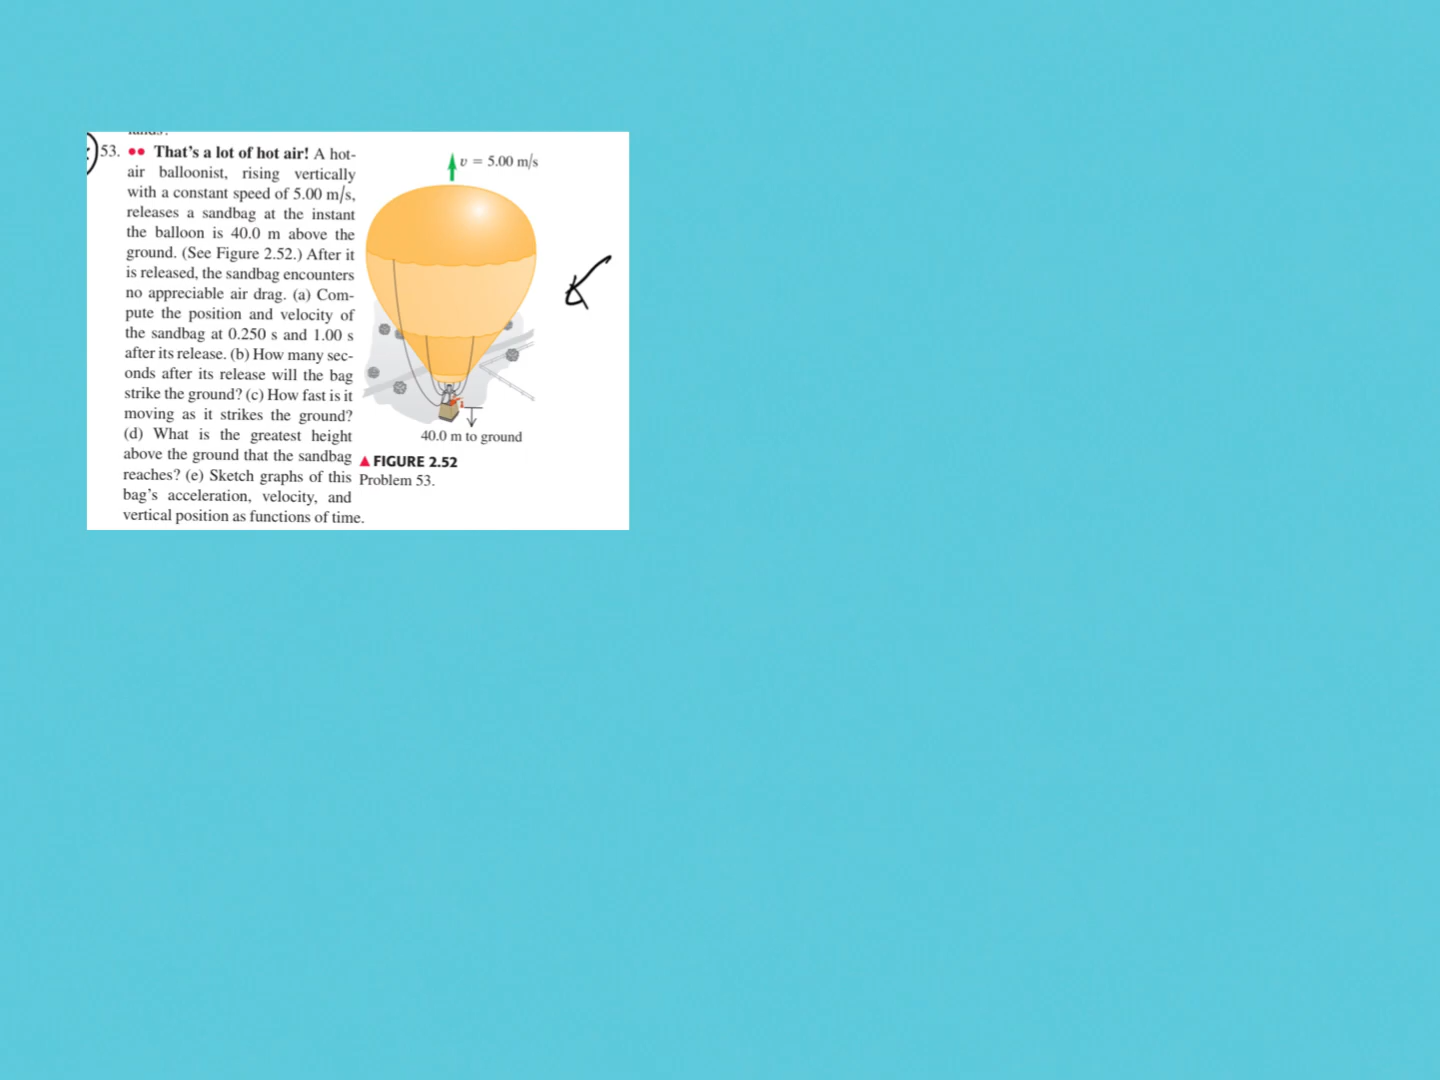 53. •• That's a lot of hot air! A hot-
air balloonist, rising vertically
with a constant speed of 5.00 m/s,
releases a sandbag at the instant
the balloon is 40.0 m above the
ground. (See Figure 2.52.) After it
is released, the sandbag encounters
no appreciable air drag. (a) Com-
pute the position and velocity of
the sandbag at 0.250 s and 1.00 s
after its release. (b) How many sec-
onds after its release will the bag
strike the ground? (c) How fast is it
moving as it strikes the ground?
(d) What is the greatest height
above the ground that the sandbag
reaches? (e) Sketch graphs of this
bag's acceleration, velocity, and
vertical position as functions of time.
v = 5.00 m/s
40.0 m to ground
▲ FIGURE 2.52
Problem 53.